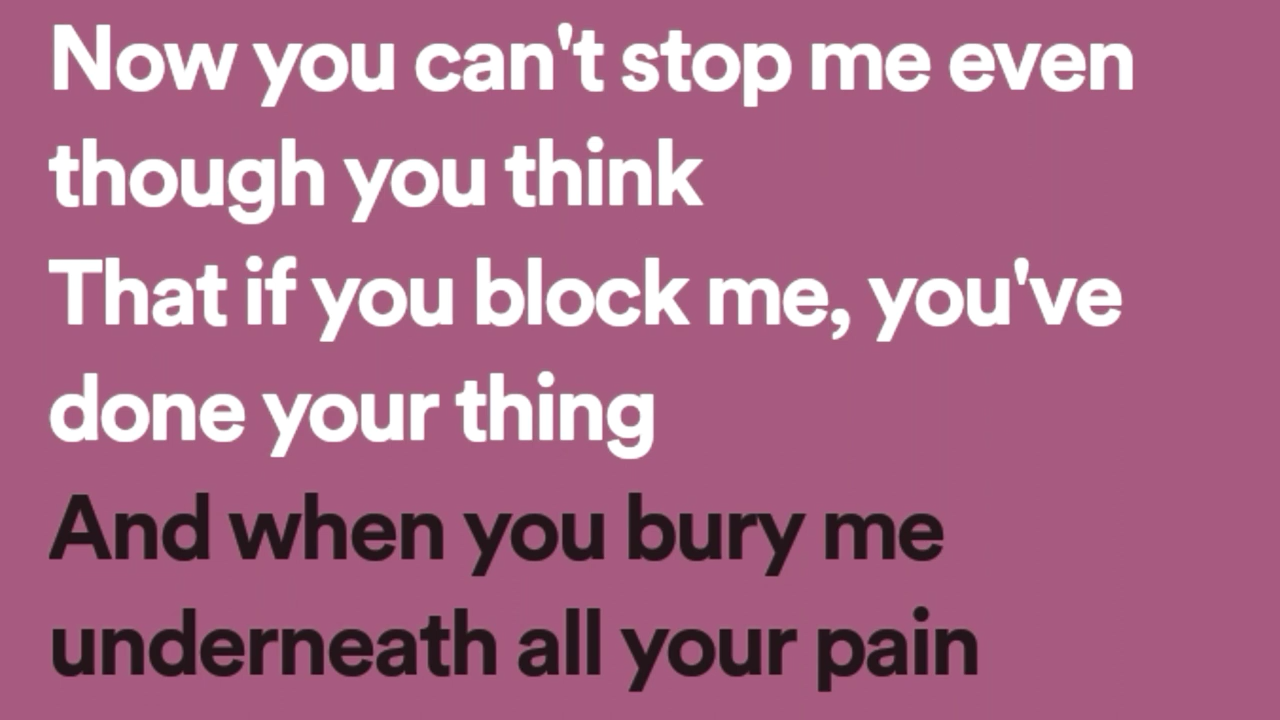 Now you can't stop me even
though you think
That if you block me, you've
done your thing
And when you bury me
underneath all your pain